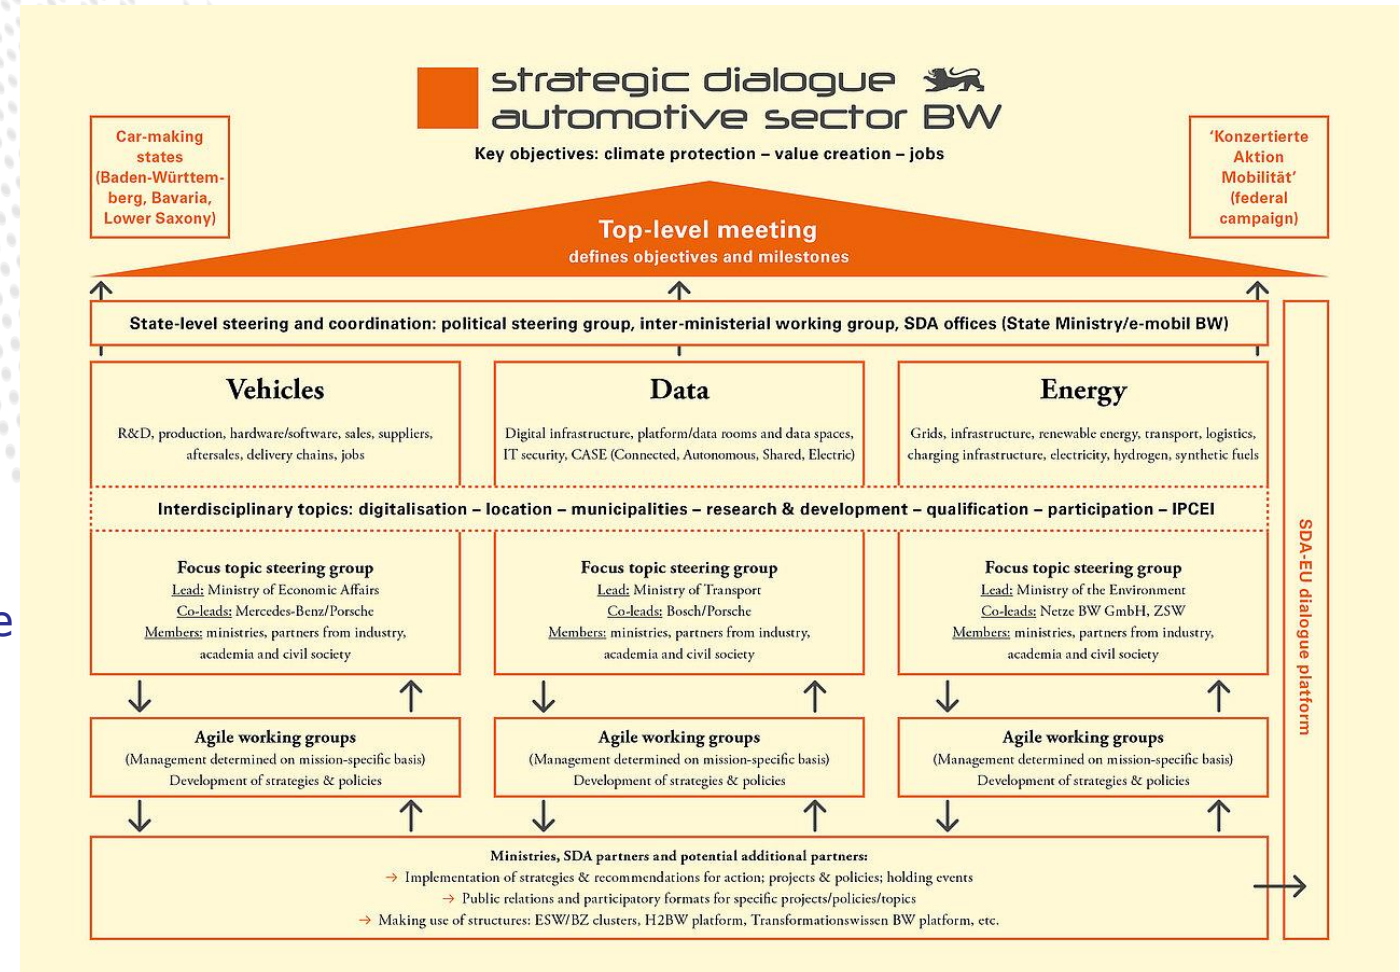 strategic dialogue
automotive sector BW
Key objectives: climate protection – value creation – jobs
Car-making
states
(Baden-Württem-
berg, Bavaria,
Lower Saxony)
‘Konzertierte
Aktion
Mobilität’
(federal
campaign)
Top-level meeting
defines objectives and milestones
State-level steering and coordination: political steering group, inter-ministerial working group, SDA offices (State Ministry/e-mobil BW)
Vehicles
R&D, production, hardware/software, sales, suppliers,
aftersales, delivery chains, jobs
Data
Digital infrastructure, platform/data rooms and data spaces,
IT security, CASE (Connected, Autonomous, Shared, Electric)
Energy
Grids, infrastructure, renewable energy, transport, logistics,
charging infrastructure, electricity, hydrogen, synthetic fuels
Interdisciplinary topics: digitalisation – location – municipalities – research & development – qualification – participation – IPCEI
Focus topic steering group
Lead: Ministry of Economic Affairs
Co-leads: Mercedes-Benz/Porsche
Members: ministries, partners from industry,
academia and civil society
Focus topic steering group
Lead: Ministry of Transport
Co-leads: Bosch/Porsche
Members: ministries, partners from industry,
academia and civil society
Focus topic steering group
Lead: Ministry of the Environment
Co-leads: Netze BW GmbH, ZSW
Members: ministries, partners from industry,
academia and civil society
Agile working groups
(Management determined on mission-specific basis)
Development of strategies & policies
Agile working groups
(Management determined on mission-specific basis)
Development of strategies & policies
Agile working groups
(Management determined on mission-specific basis)
Development of strategies & policies
Ministries, SDA partners and potential additional partners:
→ Implementation of strategies & recommendations for action; projects & policies; holding events
→ Public relations and participatory formats for specific projects/policies/topics
→ Making use of structures: ESW/BZ clusters, H2BW platform, Transformationswissen BW platform, etc.
SDA-EU dialogue platform
e